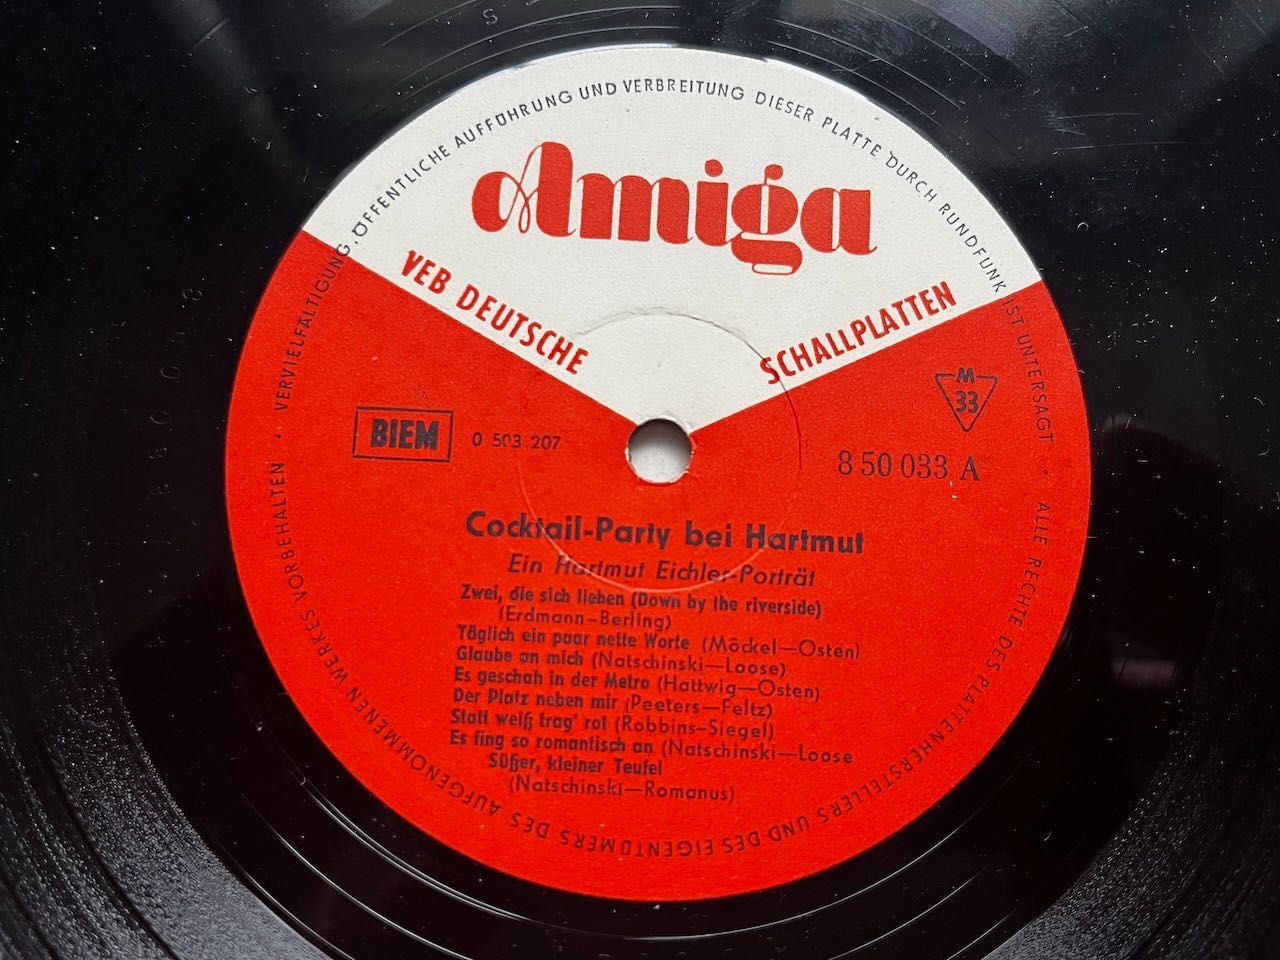 VERVIELFÄLTIGUNG, ÖFFENTLICHE AUFFÜHRUNG UND VERBREITUNG DIESER PLATTE DURCH RUNDFUNK IST UNTERSAGT · ALLE RECHTE DES PLATTENHERSTELLERS UND DES EIGENTÜMERS DES AUFGENOMMENEN WERKES VORBEHALTEN ·
Amiga
VEB DEUTSCHE SCHALLPLATTEN
BIEM
0 503 207
M
33
8 50 033 A
Cocktail-Party bei Hartmut
Ein Hartmut Eichler-Porträt
Zwei, die sich lieben (Down by the riverside)
(Erdmann–Berling)
Täglich ein paar nette Worte (Möckel—Osten)
Glaube an mich (Natschinski—Loose)
Es geschah in der Metro (Hattwig—Osten)
Der Platz neben mir (Peeters—Feltz)
Statt weiß trag' rot (Robbins–Siegel)
Es fing so romantisch an (Natschinski—Loose
Süßer, kleiner Teufel
(Natschinski—Romanus)